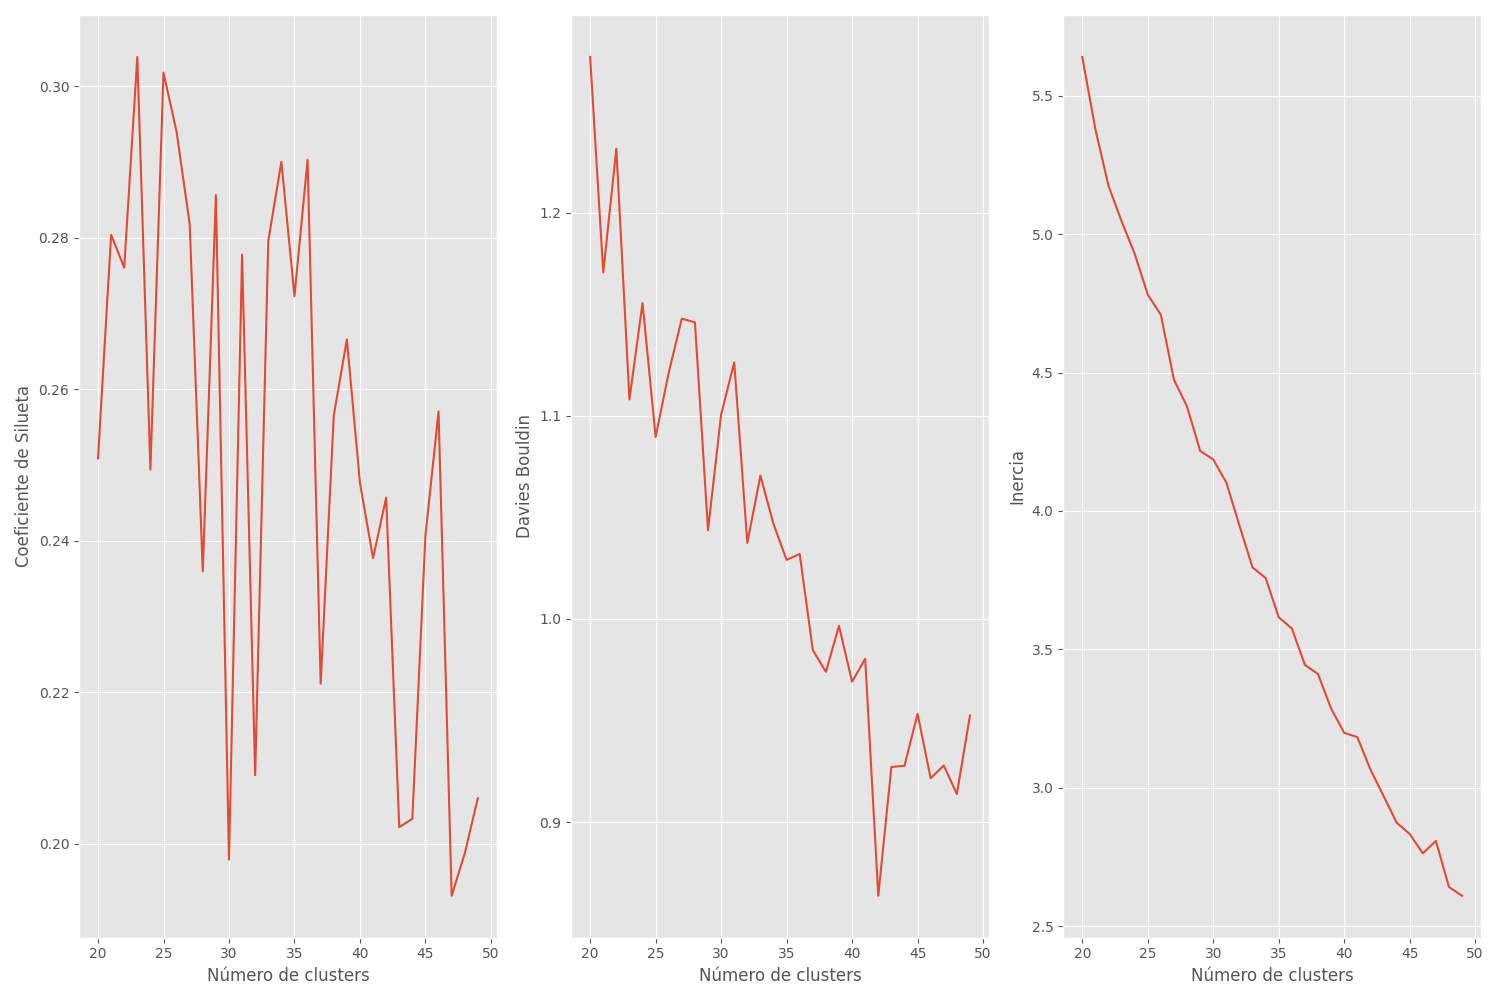 Coeficiente de Silueta
0.30
0.28
0.26
0.24
0.22
0.20
20 25 30 35 40 45 50
Número de clusters
Davies Bouldin
1.2
1.1
1.0
0.9
20 25 30 35 40 45 50
Número de clusters
Inercia
5.5
5.0
4.5
4.0
3.5
3.0
2.5
20 25 30 35 40 45 50
Número de clusters